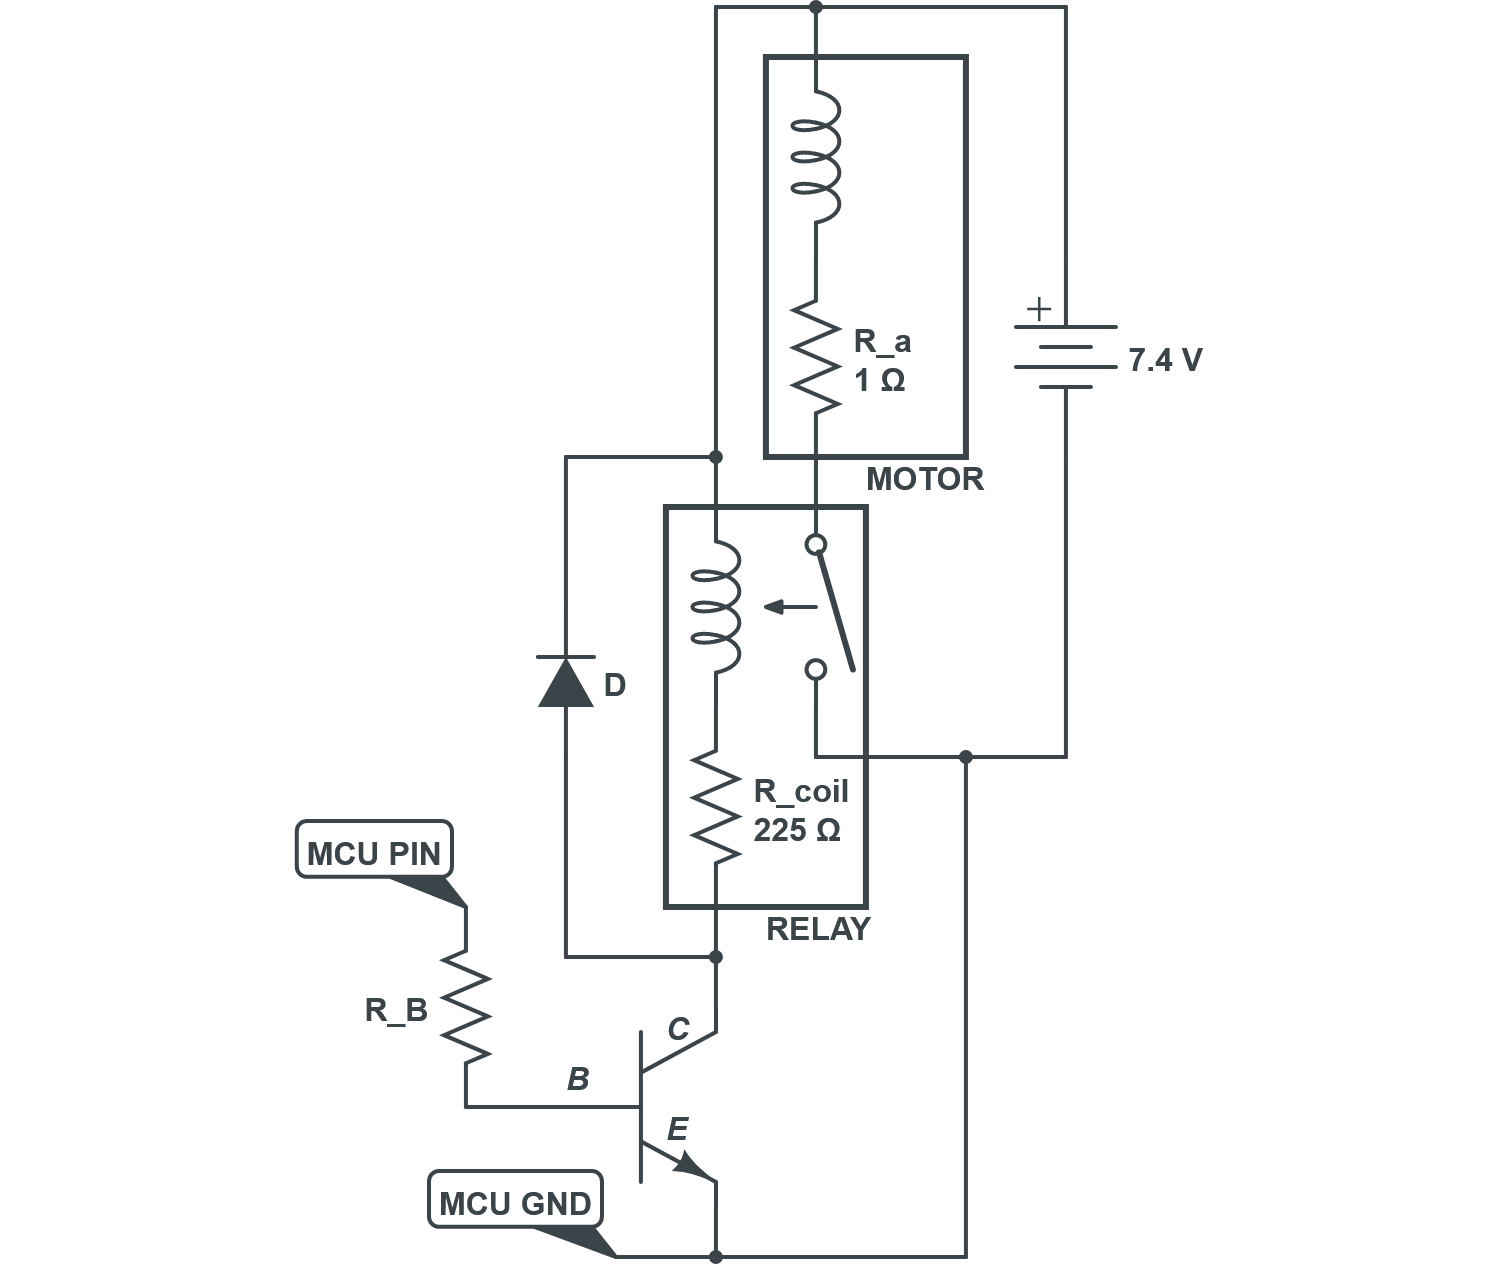 +
7.4 V
R_a
1 Ω
MOTOR
D
R_coil
225 Ω
MCU PIN
RELAY
R_B
C
B
E
MCU GND